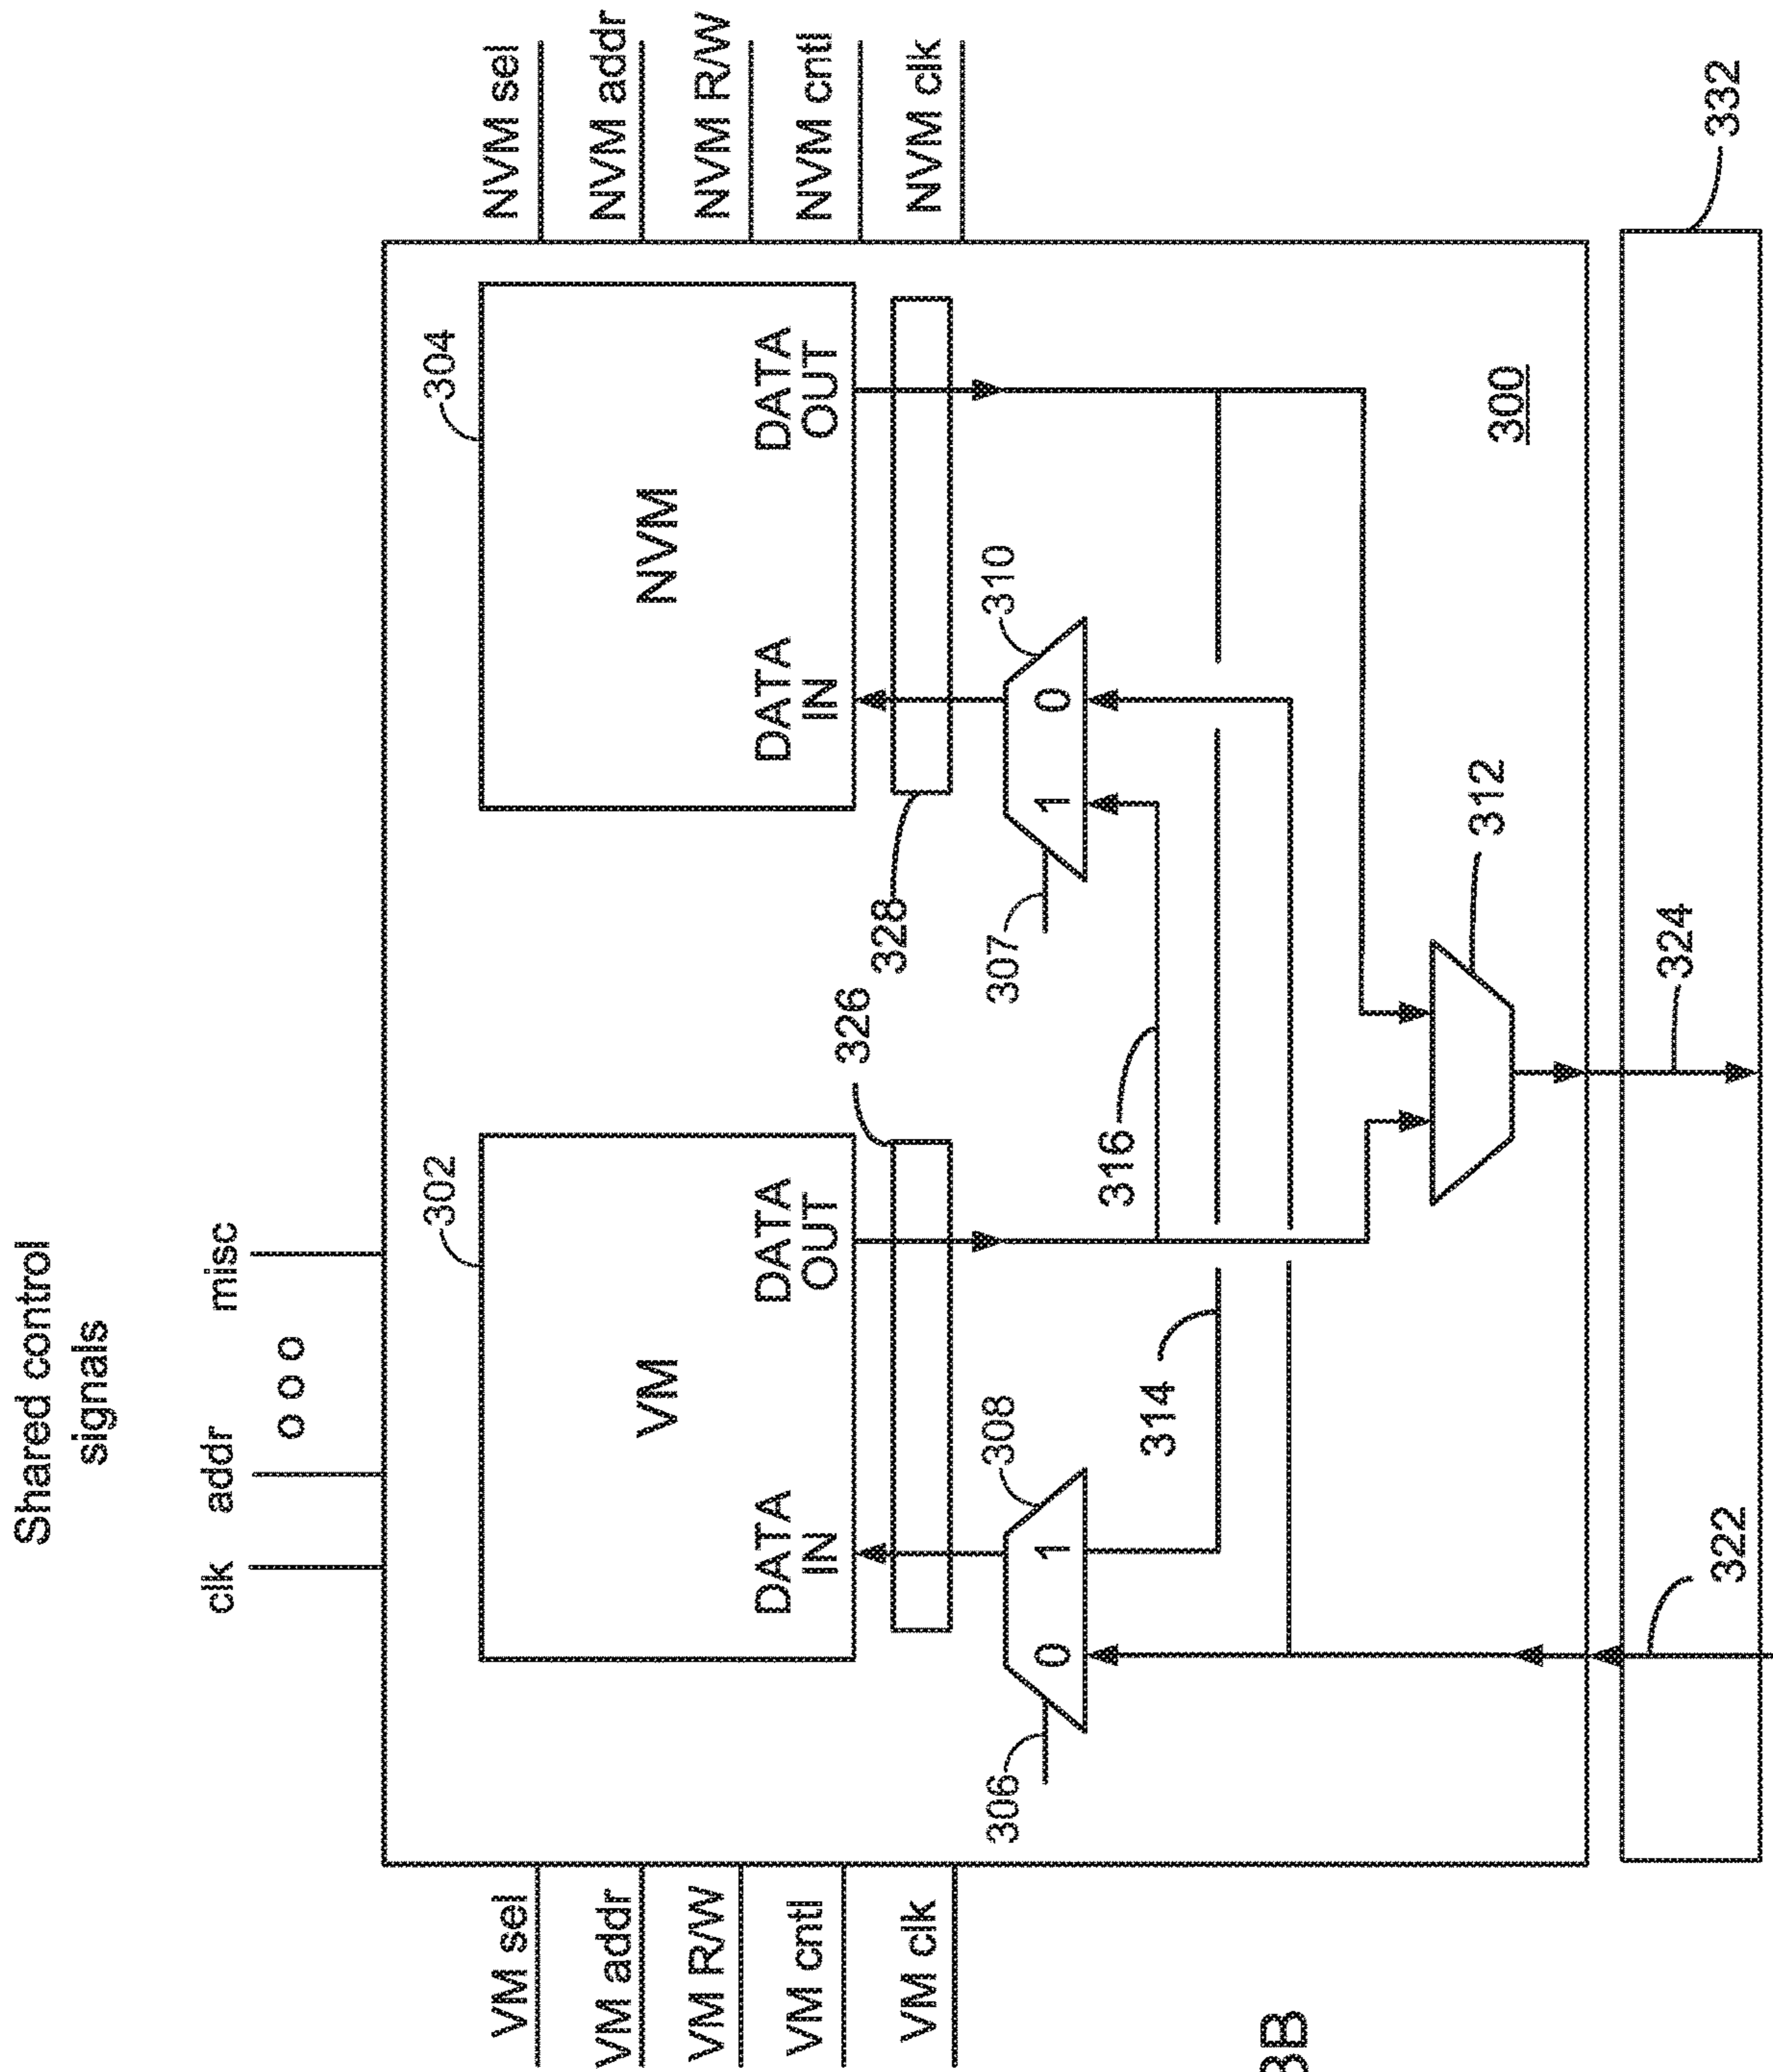 Shared control
signals
clk addr misc
o o o
VM sel
VM addr
VM R/W
VM cntl
VM clk
NVM sel
NVM addr
NVM R/W
NVM cntl
NVM clk
302
VM
DATA
IN
DATA
OUT
304
NVM
DATA
IN
DATA
OUT
326
328
306
308
0 1
307
310
1 0
316
314
312
300
322
324
332
3B